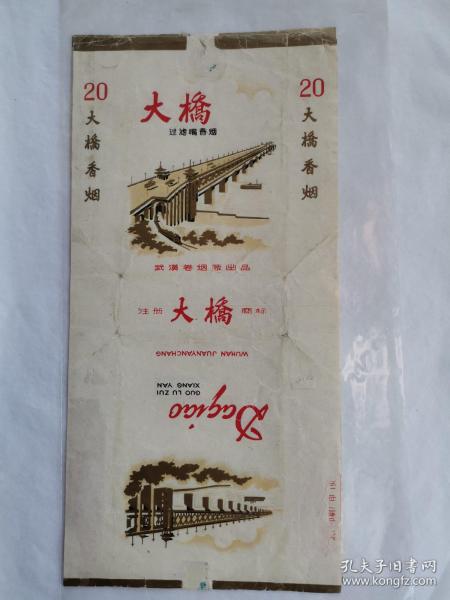 20
大橋香烟
大橋
过滤嘴香烟
20
大橋香烟
武漢卷烟厰出品
注册 大橋 商标
WUHAN JUANYANCHANG
GUO LU ZUI
XIANG YAN
Daqiao
孔夫子旧书网
www.kongfz.com